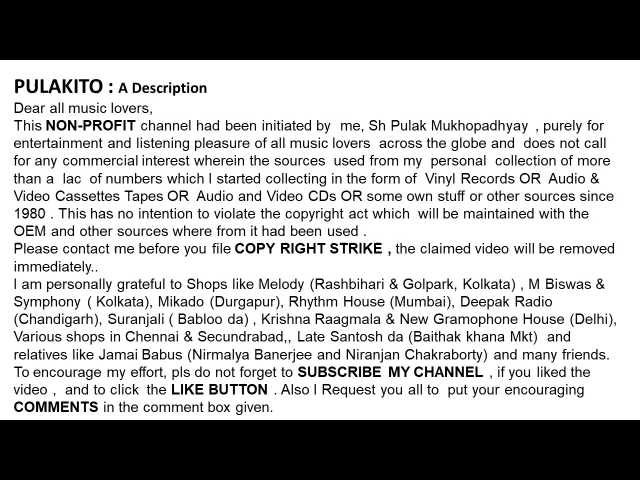 PULAKITO : A Description
Dear all music lovers,
This NON-PROFIT channel had been initiated by me, Sh Pulak Mukhopadhyay , purely for
entertainment and listening pleasure of all music lovers across the globe and does not call
for any commercial interest wherein the sources used from my personal collection of more
than a lac of numbers which I started collecting in the form of Vinyl Records OR Audio &
Video Cassettes Tapes OR Audio and Video CDs OR some own stuff or other sources since
1980 . This has no intention to violate the copyright act which will be maintained with the
OEM and other sources where from it had been used .
Please contact me before you file COPY RIGHT STRIKE , the claimed video will be removed
immediately..
I am personally grateful to Shops like Melody (Rashbihari & Golpark, Kolkata) , M Biswas &
Symphony ( Kolkata), Mikado (Durgapur), Rhythm House (Mumbai), Deepak Radio
(Chandigarh), Suranjali ( Babloo da) , Krishna Raagmala & New Gramophone House (Delhi),
Various shops in Chennai & Secundrabad,, Late Santosh da (Baithak khana Mkt) and
relatives like Jamai Babus (Nirmalya Banerjee and Niranjan Chakraborty) and many friends.
To encourage my effort, pls do not forget to SUBSCRIBE MY CHANNEL , if you liked the
video , and to click the LIKE BUTTON . Also I Request you all to put your encouraging
COMMENTS in the comment box given.